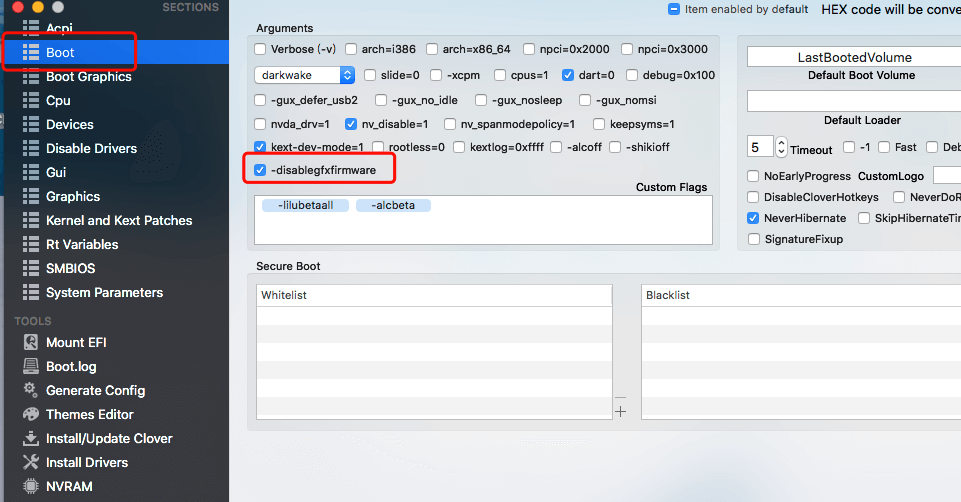 SECTIONS
Acpi
Boot
Boot Graphics
Cpu
Devices
Disable Drivers
Gui
Graphics
Kernel and Kext Patches
Rt Variables
SMBIOS
System Parameters
TOOLS
Mount EFI
Boot.log
Generate Config
Themes Editor
Install/Update Clover
Install Drivers
NVRAM
Item enabled by default HEX code will be conve
Arguments
Verbose (-v) arch=i386 arch=x86_64 npci=0x2000 npci=0x3000
darkwake slide=0 -xcpm cpus=1 dart=0 debug=0x100
-gux_defer_usb2 -gux_no_idle -gux_nosleep -gux_nomsi
nvda_drv=1 nv_disable=1 nv_spanmodepolicy=1 keepsyms=1
kext-dev-mode=1 rootless=0 kextlog=0xffff -alcoff -shikioff
-disablegfxfirmware
Custom Flags
-lilubetaall -alcbeta
LastBootedVolume
Default Boot Volume
Default Loader
5 Timeout -1 Fast Deb
NoEarlyProgress CustomLogo
DisableCloverHotkeys NeverDoR
NeverHibernate SkipHibernateTim
SignatureFixup
Secure Boot
Whitelist
Blacklist